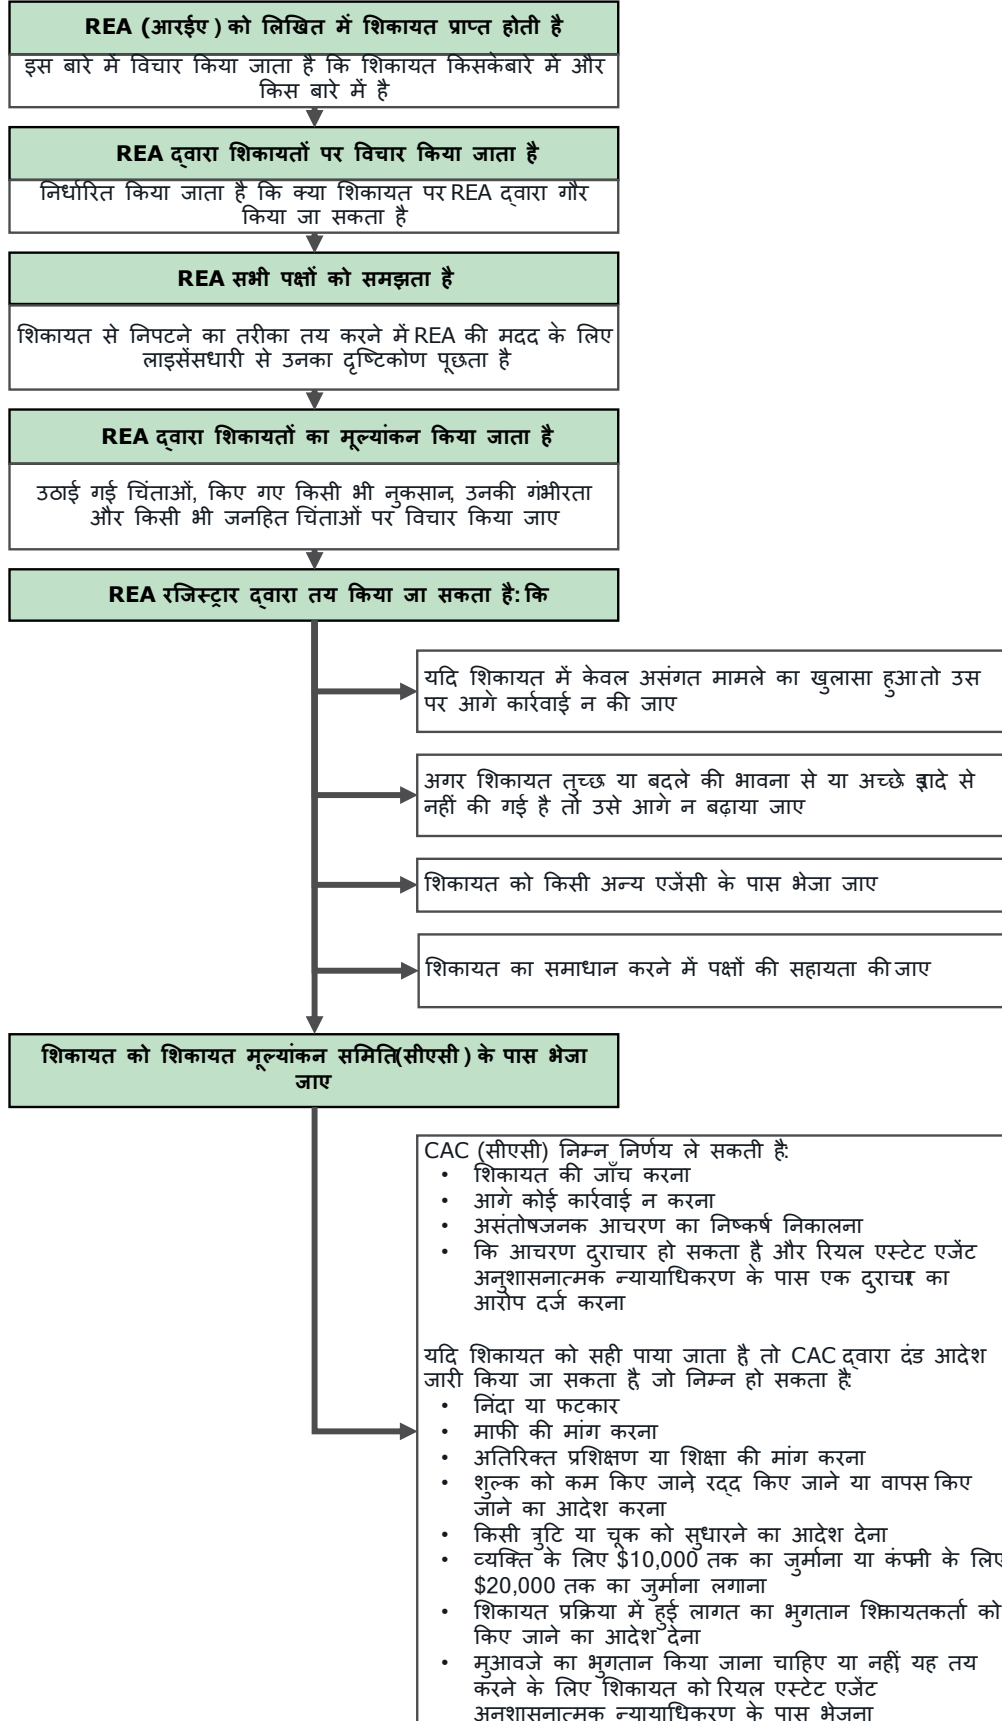 REA (आरईए ) को लिखित में शिकायत प्राप्त होती है
इस बारे में विचार किया जाता है कि शिकायत किसकेबारे में और
किस बारे में है
REA द्वारा शिकायतों पर विचार किया जाता है
निर्धारित किया जाता है कि क्या शिकायत पर REA द्वारा गौर
किया जा सकता है
REA सभी पक्षों को समझता है
शिकायत से निपटने का तरीका तय करने में REA की मदद के लिए
लाइसेंसधारी से उनका दृष्टिकोण पूछता है
REA द्वारा शिकायतों का मूल्यांकन किया जाता है
उठाई गई चिंताओं, किए गए किसी भी नुकसान, उनकी गंभीरता
और किसी भी जनहित चिंताओं पर विचार किया जाए
REA रजिस्ट्रार द्वारा तय किया जा सकता है: कि
यदि शिकायत में केवल असंगत मामले का खुलासा हुआ तो उस
पर आगे कार्रवाई न की जाए
अगर शिकायत तुच्छ या बदले की भावना से या अच्छे इरादे से
नहीं की गई है तो उसे आगे न बढ़ाया जाए
शिकायत को किसी अन्य एजेंसी के पास भेजा जाए
शिकायत का समाधान करने में पक्षों की सहायता की जाए
शिकायत को शिकायत मूल्यांकन समिति(सीएसी ) के पास भेजा
जाए
CAC (सीएसी) निम्न निर्णय ले सकती है:
• शिकायत की जाँच करना
• आगे कोई कार्रवाई न करना
• असंतोषजनक आचरण का निष्कर्ष निकालना
• कि आचरण दुराचार हो सकता है, और रियल एस्टेट एजेंट
अनुशासनात्मक न्यायाधिकरण के पास एक दुराचार का
आरोप दर्ज करना
यदि शिकायत को सही पाया जाता है, तो CAC द्वारा दंड आदेश
जारी किया जा सकता है, जो निम्न हो सकता है:
• निंदा या फटकार
• माफी की मांग करना
• अतिरिक्त प्रशिक्षण या शिक्षा की मांग करना
• शुल्क को कम किए जाने, रद्द किए जाने या वापस किए
जाने का आदेश करना
• किसी त्रुटि या चूक को सुधारने का आदेश देना
• व्यक्ति के लिए $10,000 तक का जुर्माना या कंपनी के लिए
$20,000 तक का जुर्माना लगाना
• शिकायत प्रक्रिया में हुई लागत का भुगतान शिकायतकर्ता को
किए जाने का आदेश देना
• मुआवजे का भुगतान किया जाना चाहिए या नहीं, यह तय
करने के लिए शिकायत को रियल एस्टेट एजेंट
अनुशासनात्मक न्यायाधिकरण के पास भेजना